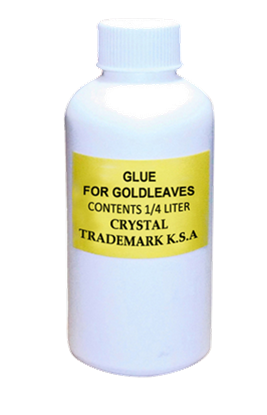 GLUE
FOR GOLDLEAVES
CONTENTS 1/4 LITER
CRYSTAL
TRADEMARK K.S.A